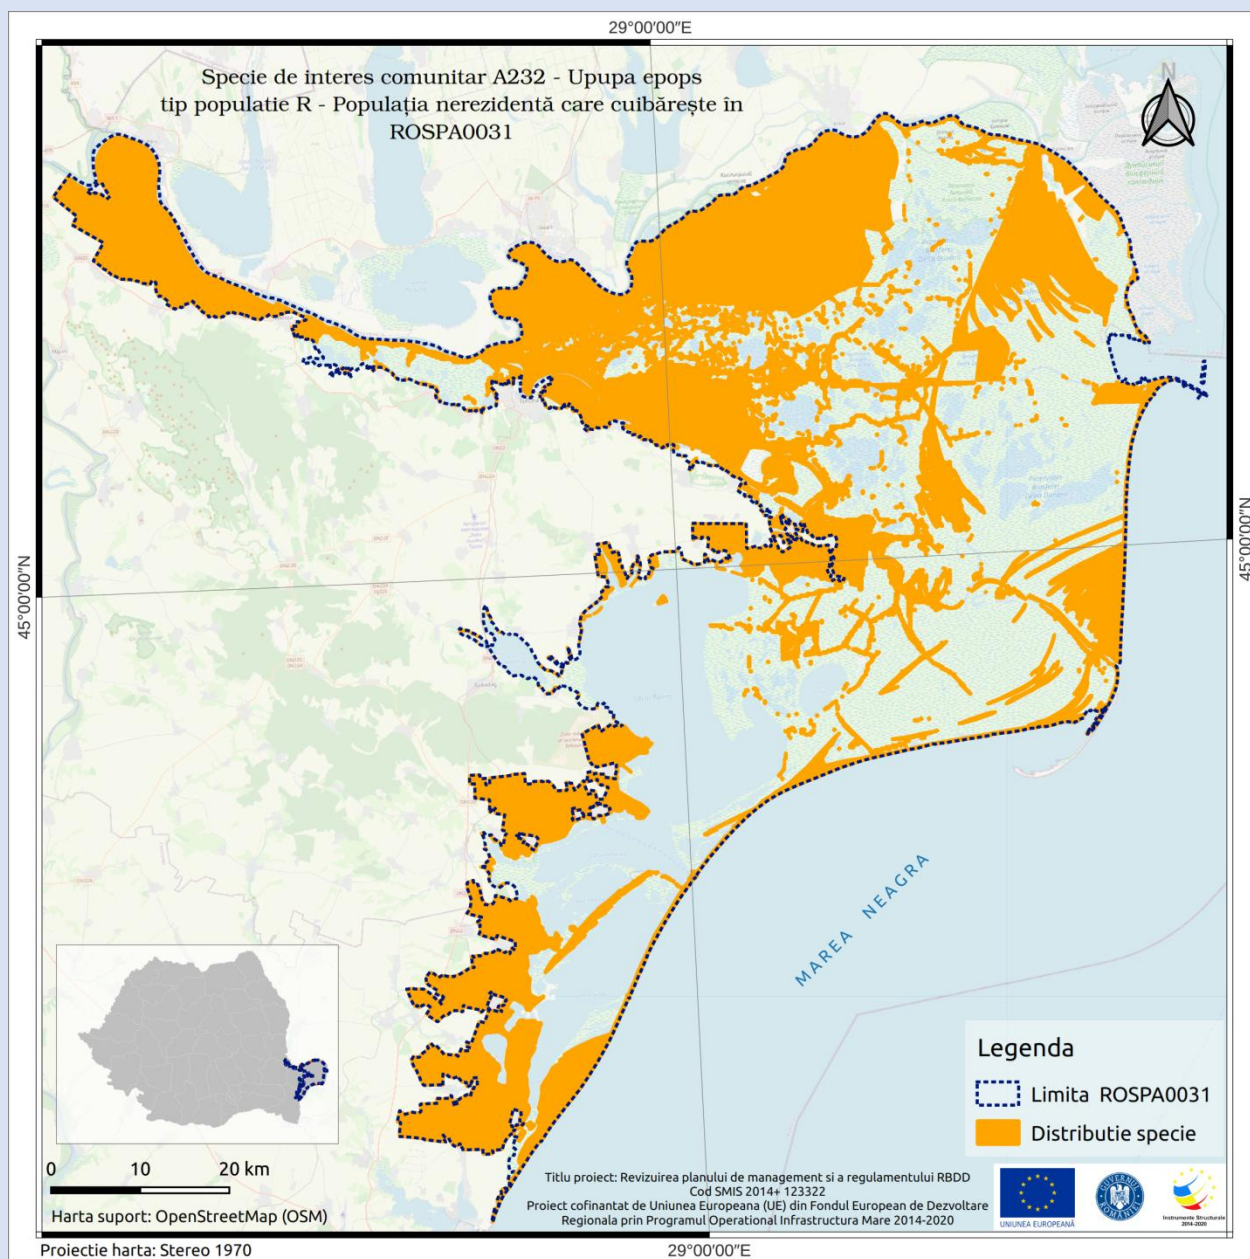 29°00′00″E
Specie de interes comunitar A232 - Upupa epops
tip populatie R - Populația nerezidentă care cuibărește în
ROSPA0031
N
45°00′00″N
45°00′00″N
MAREA NEAGRA
Legenda
Limita ROSPA0031
Distributie specie
0 10 20 km
Harta suport: OpenStreetMap (OSM)
Titlu proiect: Revizuirea planului de management si a regulamentului RBDD
Cod SMIS 2014+ 123322
Proiect cofinantat de Uniunea Europeana (UE) din Fondul European de Dezvoltare
Regionala prin Programul Operational Infrastructura Mare 2014-2020
UNIUNEA EUROPEANĂ
GUVERNUL ROMÂNIEI
Instrumente Structurale
2014-2020
Proiectie harta: Stereo 1970
29°00′00″E